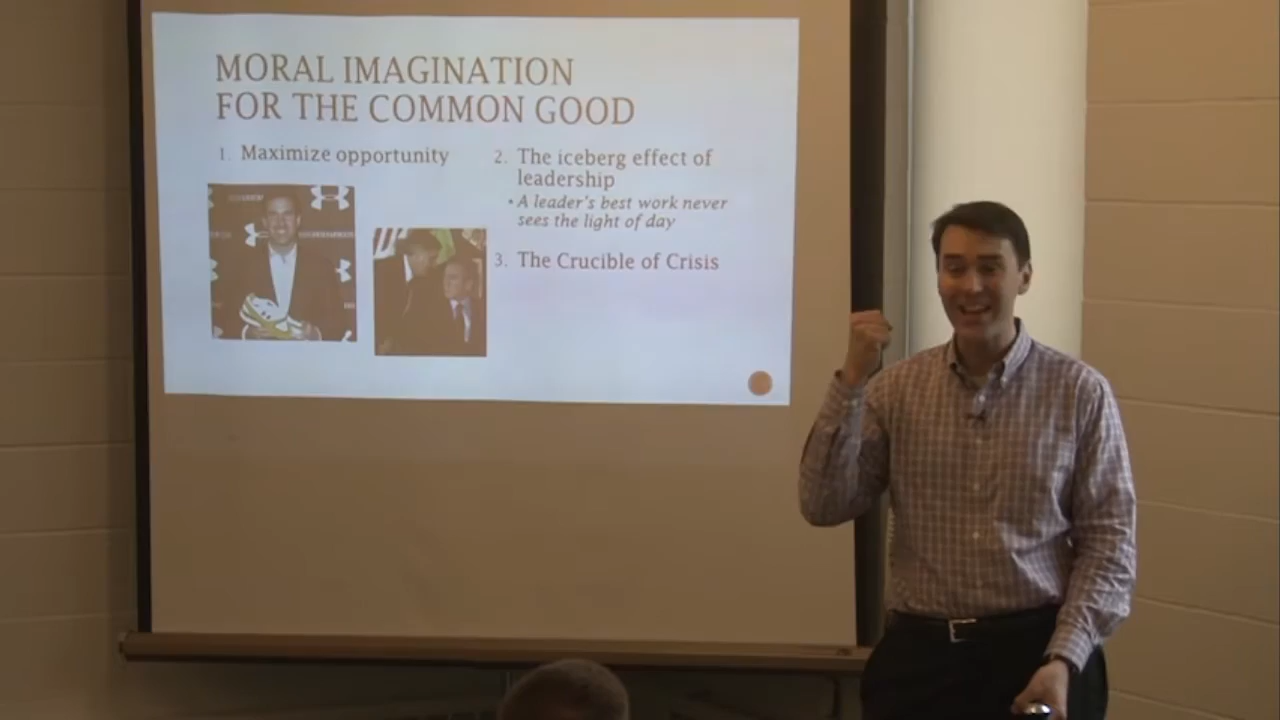 MORAL IMAGINATION
FOR THE COMMON GOOD
1. Maximize opportunity
2. The iceberg effect of
leadership
• A leader's best work never
sees the light of day
3. The Crucible of Crisis